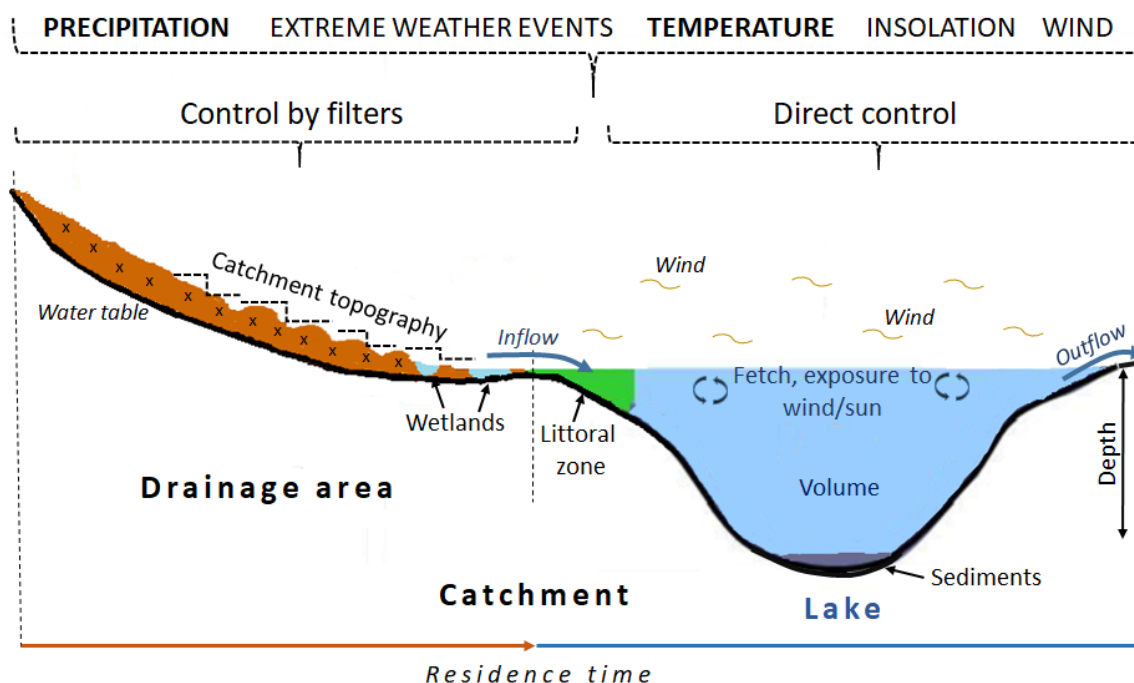 PRECIPITATION EXTREME WEATHER EVENTS TEMPERATURE INSOLATION WIND
Control by filters Direct control
x
x
x
x
x
x
x
x
x
x
x
Catchment topography
Water table
Wind
Wind
Inflow
Outflow
Fetch, exposure to
wind/sun
Wetlands
Littoral
zone
Depth
Volume
Drainage area
Sediments
Catchment
Lake
Residence time